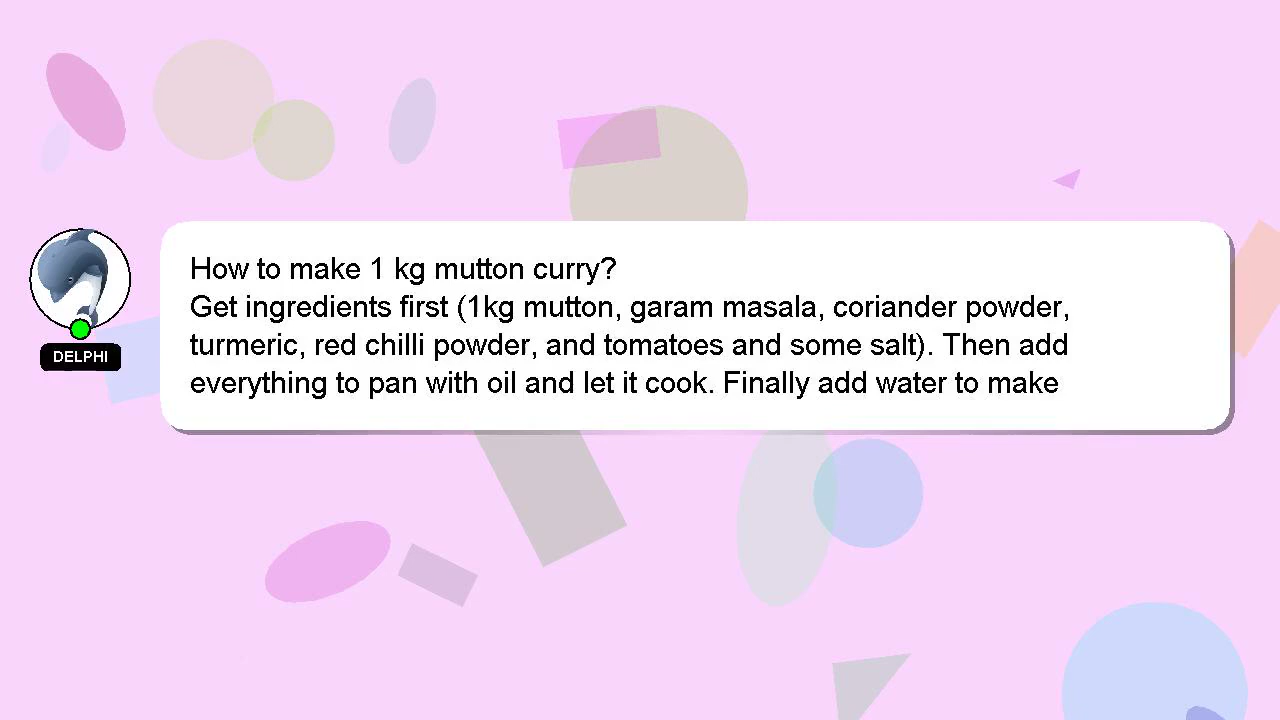 How to make 1 kg mutton curry?
Get ingredients first (1kg mutton, garam masala, coriander powder,
turmeric, red chilli powder, and tomatoes and some salt). Then add
everything to pan with oil and let it cook. Finally add water to make
DELPHI